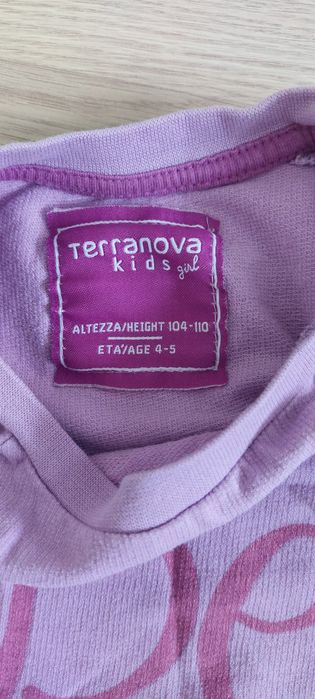 Terranova
kids girl
ALTEZZA/HEIGHT 104-110
ETA'/AGE 4-5